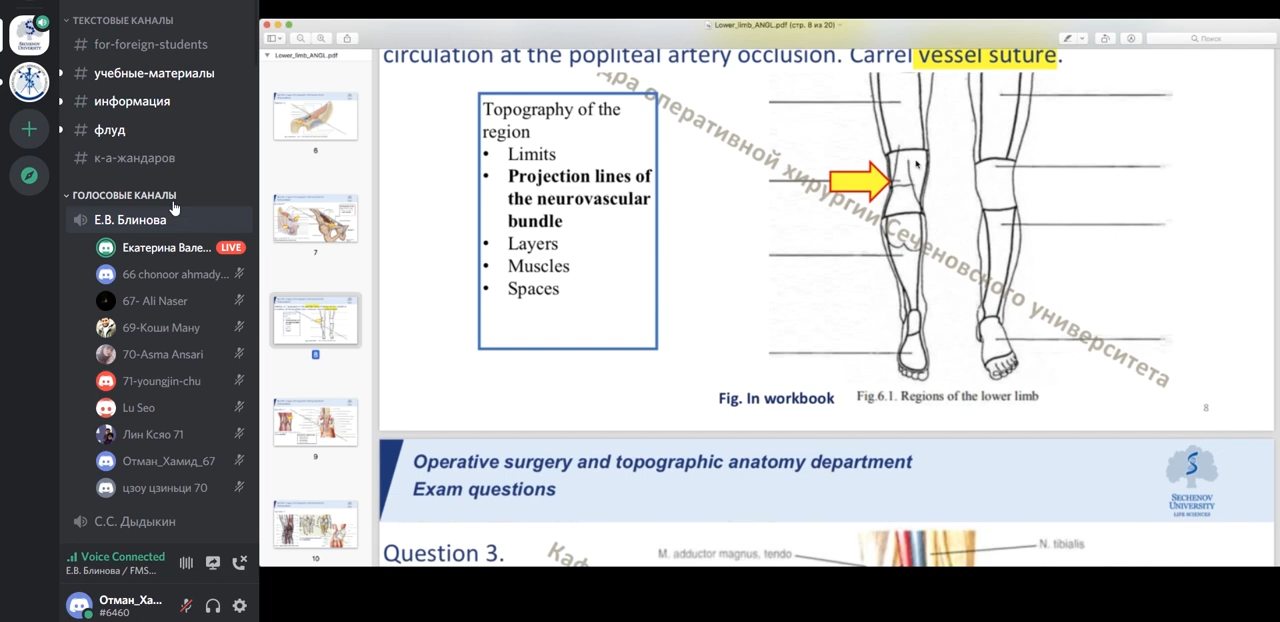 ТЕКСТОВЫЕ КАНАЛЫ
# for-foreign-students
# учебные-материалы
# информация
# флуд
# к-а-жандаров
ГОЛОСОВЫЕ КАНАЛЫ
Е.В. Блинова
Екатерина Вале... LIVE
66 chonoor ahmady...
67- Ali Naser
69-Коши Ману
70-Asma Ansari
71-youngjin-chu
Lu Seo
Лин Ксяо 71
Отман_Хамид_67
цзоу цзиньци 70
С.С. Дыдыкин
Voice Connected
Е.В. Блинова / FMS...
Отман_Ха...
#6460
SECHENOV
UNIVERSITY
Lower_limb_ANGL.pdf (стр. 8 из 20)
Поиск
Lower_limb_ANGL.pdf
6
7
8
9
10
circulation at the popliteal artery occlusion. Carrel vessel suture.
Topography of the
region
• Limits
• Projection lines of
the neurovascular
bundle
• Layers
• Muscles
• Spaces
оперативной хирургии Сеченовского университета
Fig. In workbook
Fig.6.1. Regions of the lower limb
8
Operative surgery and topographic anatomy department
Exam questions
SECHENOV
UNIVERSITY
LIFE SCIENCES
Question 3.
M. adductor magnus, tendo
N. tibialis